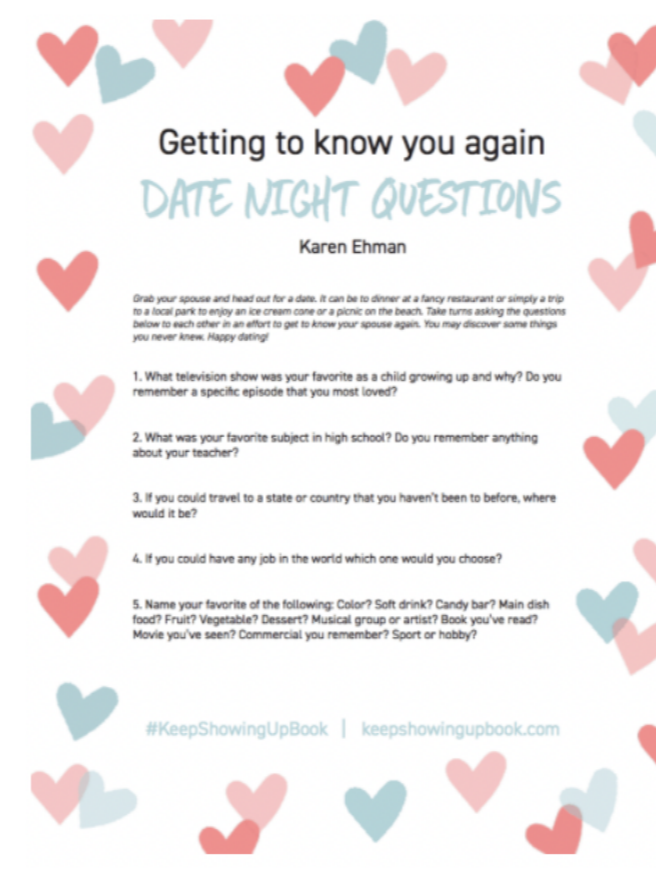 Getting to know you again
DATE NIGHT QUESTIONS
Karen Ehman
Grab your spouse and head out for a date. It can be to dinner at a fancy restaurant or simply a trip
to a local park to enjoy an ice cream cone or a picnic on the beach. Take turns asking the questions
below to each other in an effort to get to know your spouse again. You may discover some things
you never knew. Happy dating!
1. What television show was your favorite as a child growing up and why? Do you
remember a specific episode that you most loved?
2. What was your favorite subject in high school? Do you remember anything
about your teacher?
3. If you could travel to a state or country that you haven't been to before, where
would it be?
4. If you could have any job in the world which one would you choose?
5. Name your favorite of the following: Color? Soft drink? Candy bar? Main dish
food? Fruit? Vegetable? Dessert? Musical group or artist? Book you've read?
Movie you've seen? Commercial you remember? Sport or hobby?
#KeepShowingUpBook | keepshowingupbook.com